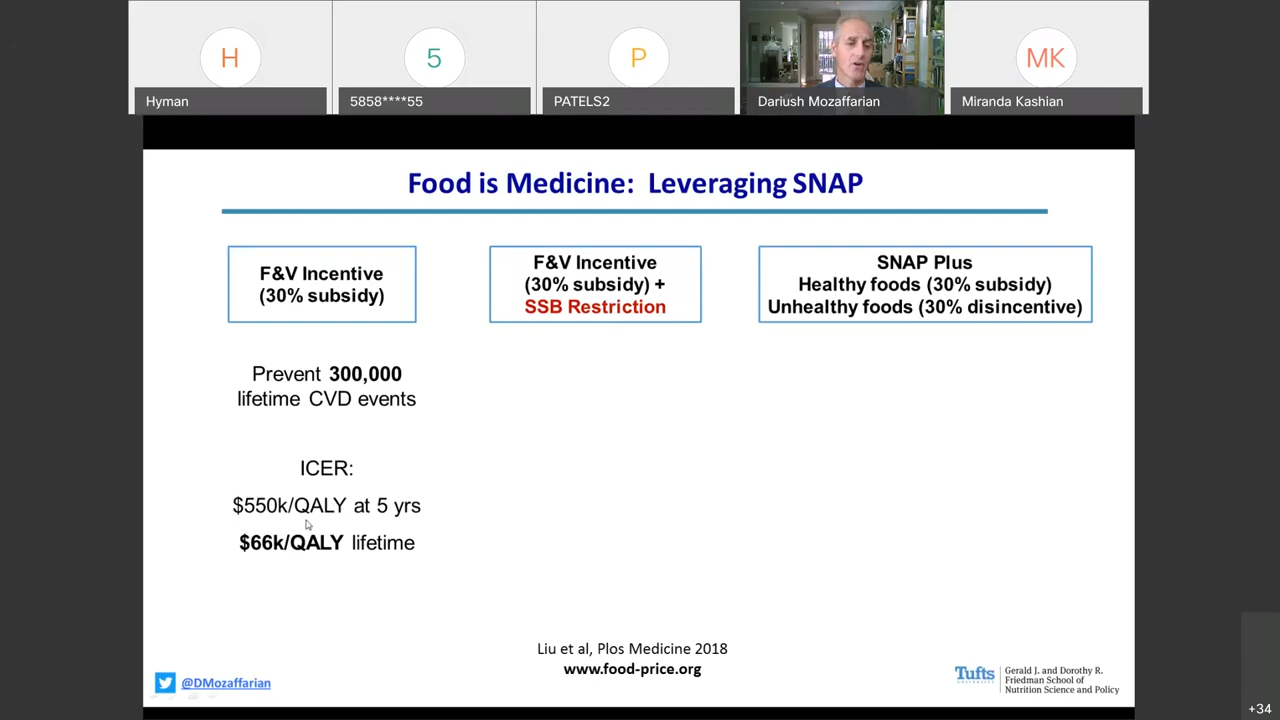 H
5
P
MK
Hyman
5858****55
PATELS2
Dariush Mozaffarian
Miranda Kashian
Food is Medicine: Leveraging SNAP
F&V Incentive
(30% subsidy)
F&V Incentive
(30% subsidy) +
SSB Restriction
SNAP Plus
Healthy foods (30% subsidy)
Unhealthy foods (30% disincentive)
Prevent 300,000
lifetime CVD events
ICER:
$550k/QALY at 5 yrs
$66k/QALY lifetime
Liu et al, Plos Medicine 2018
www.food-price.org
@DMozaffarian
Tufts
UNIVERSITY
Gerald J. and Dorothy R.
Friedman School of
Nutrition Science and Policy
+34